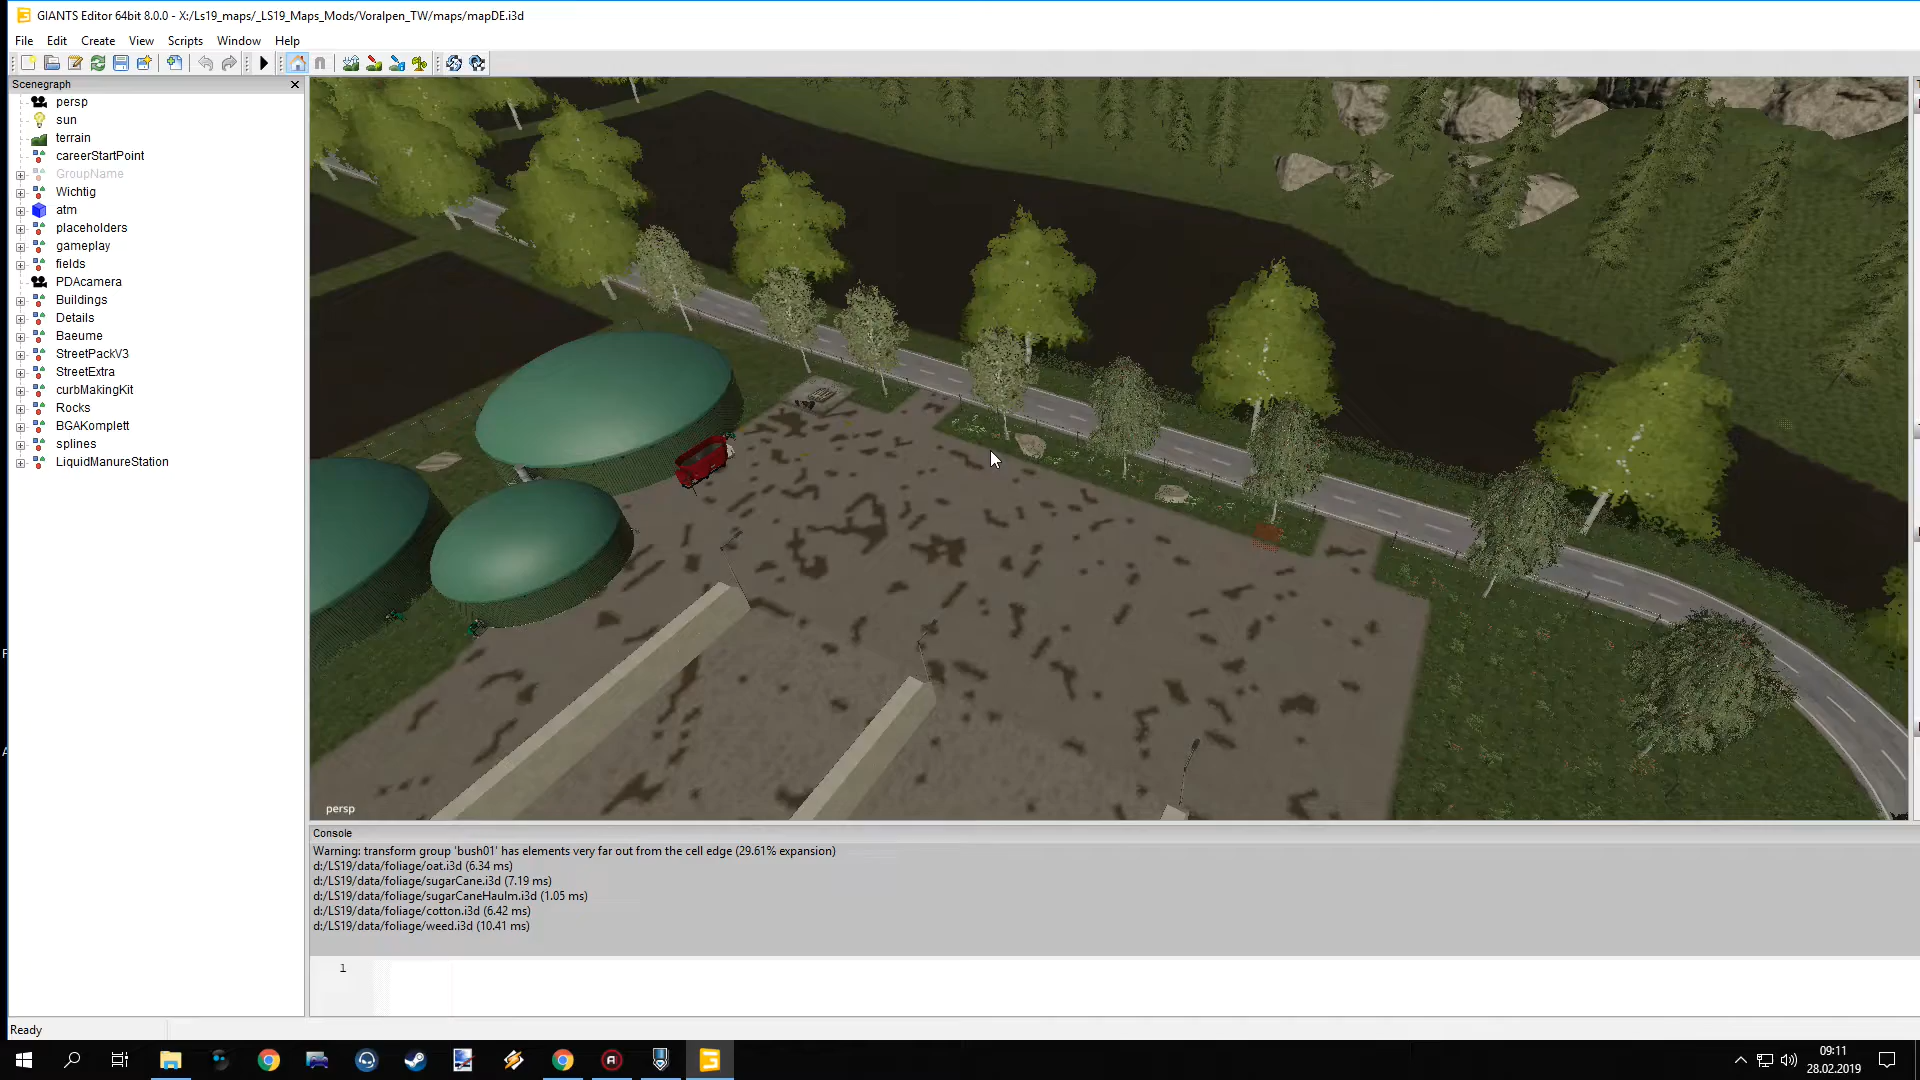 GIANTS Editor 64bit 8.0.0 - X:/Ls19_maps/_LS19_Maps_Mods/Voralpen_TW/maps/mapDE.i3d
File Edit Create View Scripts Window Help
Scenegraph
persp
sun
terrain
careerStartPoint
GroupName
Wichtig
atm
placeholders
gameplay
fields
PDAcamera
Buildings
Details
Baeume
StreetPackV3
StreetExtra
curbMakingKit
Rocks
BGAKomplett
splines
LiquidManureStation
persp
Console
Warning: transform group 'bush01' has elements very far out from the cell edge (29.61% expansion)
d:/LS19/data/foliage/oat.i3d (6.34 ms)
d:/LS19/data/foliage/sugarCane.i3d (7.19 ms)
d:/LS19/data/foliage/sugarCaneHaulm.i3d (1.05 ms)
d:/LS19/data/foliage/cotton.i3d (6.42 ms)
d:/LS19/data/foliage/weed.i3d (10.41 ms)
1
Ready
09:11
28.02.2019